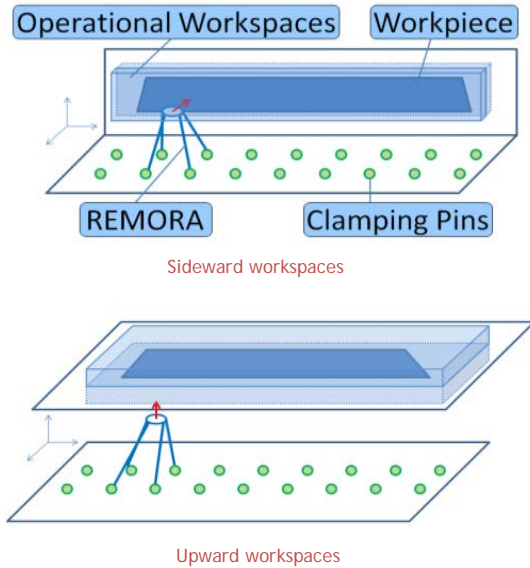 Operational Workspaces
Workpiece
REMORA
Clamping Pins
Sideward workspaces
Upward workspaces